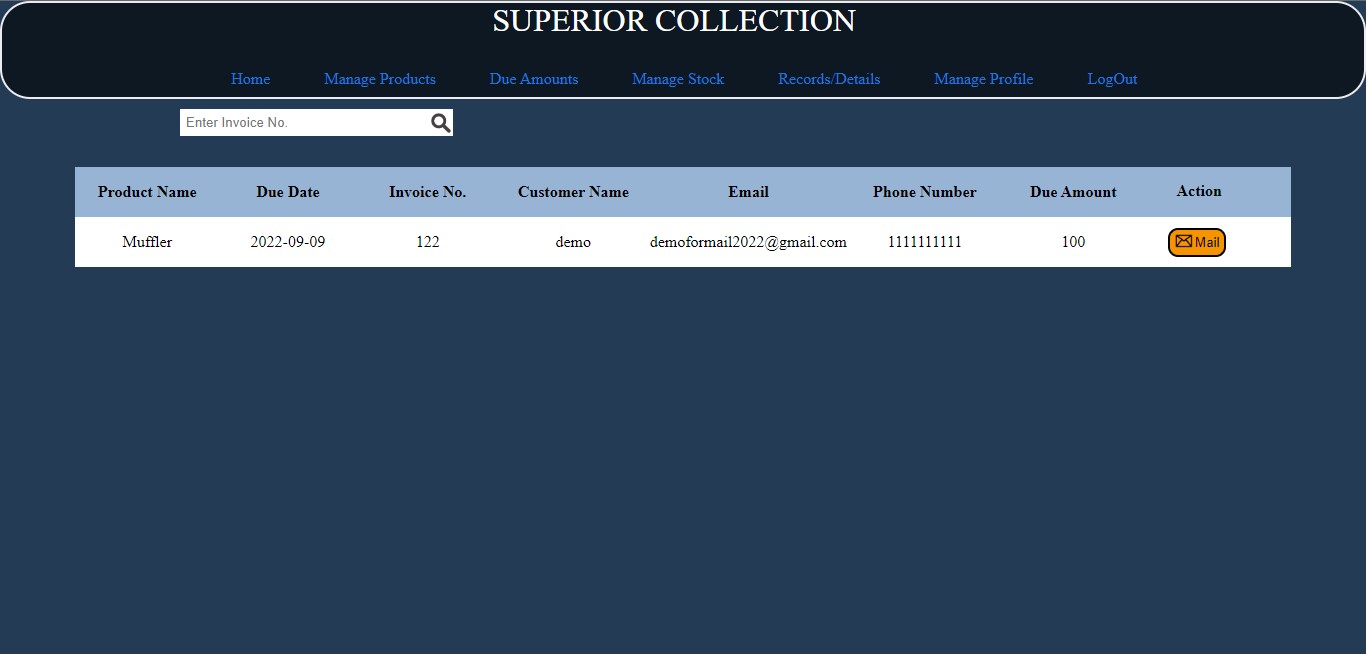 SUPERIOR COLLECTION
Home Manage Products Due Amounts Manage Stock Records/Details Manage Profile LogOut
Enter Invoice No.
Product Name Due Date Invoice No. Customer Name Email Phone Number Due Amount Action
Muffler 2022-09-09 122 demo demoformail2022@gmail.com 1111111111 100 Mail